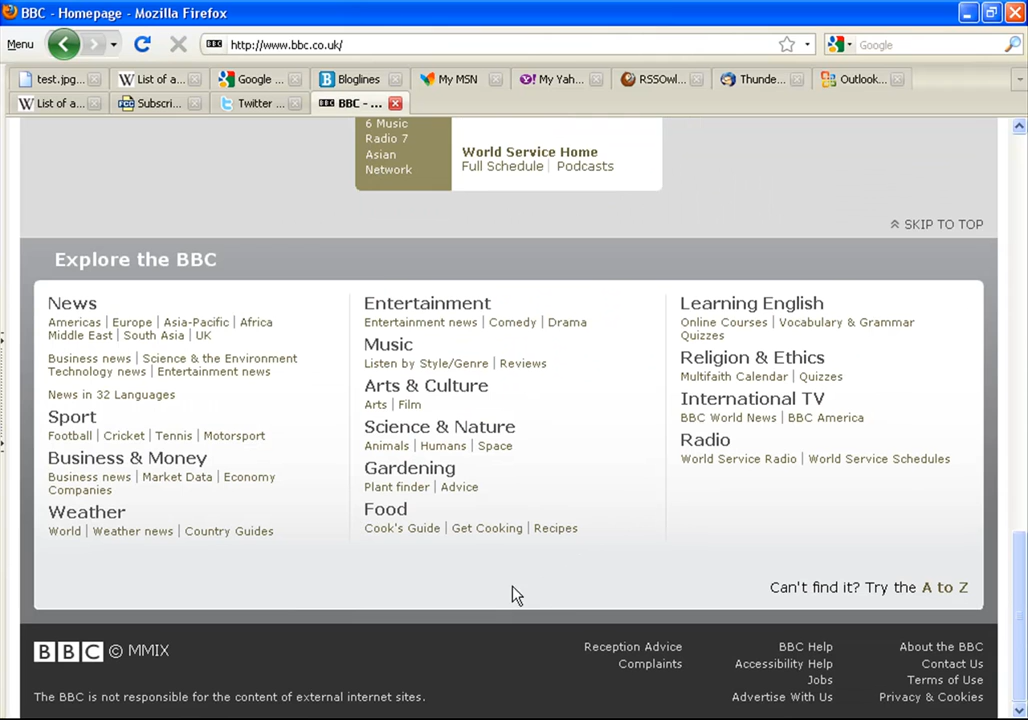 BBC - Homepage - Mozilla Firefox
Menu
BBC http://www.bbc.co.uk/
Google
test.jpg...
W List of a...
Google ...
B Bloglines
My MSN
Y! My Yah...
RSSOwl...
Thunde...
Outlook...
W List of a...
Subscri...
t Twitter ...
BBC BBC - ...
6 Music
Radio 7
Asian
Network
World Service Home
Full Schedule | Podcasts
SKIP TO TOP
Explore the BBC
News
Americas | Europe | Asia-Pacific | Africa
Middle East | South Asia | UK
Business news | Science & the Environment
Technology news | Entertainment news
News in 32 Languages
Sport
Football | Cricket | Tennis | Motorsport
Business & Money
Business news | Market Data | Economy
Companies
Weather
World | Weather news | Country Guides
Entertainment
Entertainment news | Comedy | Drama
Music
Listen by Style/Genre | Reviews
Arts & Culture
Arts | Film
Science & Nature
Animals | Humans | Space
Gardening
Plant finder | Advice
Food
Cook's Guide | Get Cooking | Recipes
Learning English
Online Courses | Vocabulary & Grammar
Quizzes
Religion & Ethics
Multifaith Calendar | Quizzes
International TV
BBC World News | BBC America
Radio
World Service Radio | World Service Schedules
Can't find it? Try the A to Z
BBC © MMIX
The BBC is not responsible for the content of external internet sites.
Reception Advice
Complaints
BBC Help
Accessibility Help
Jobs
Advertise With Us
About the BBC
Contact Us
Terms of Use
Privacy & Cookies